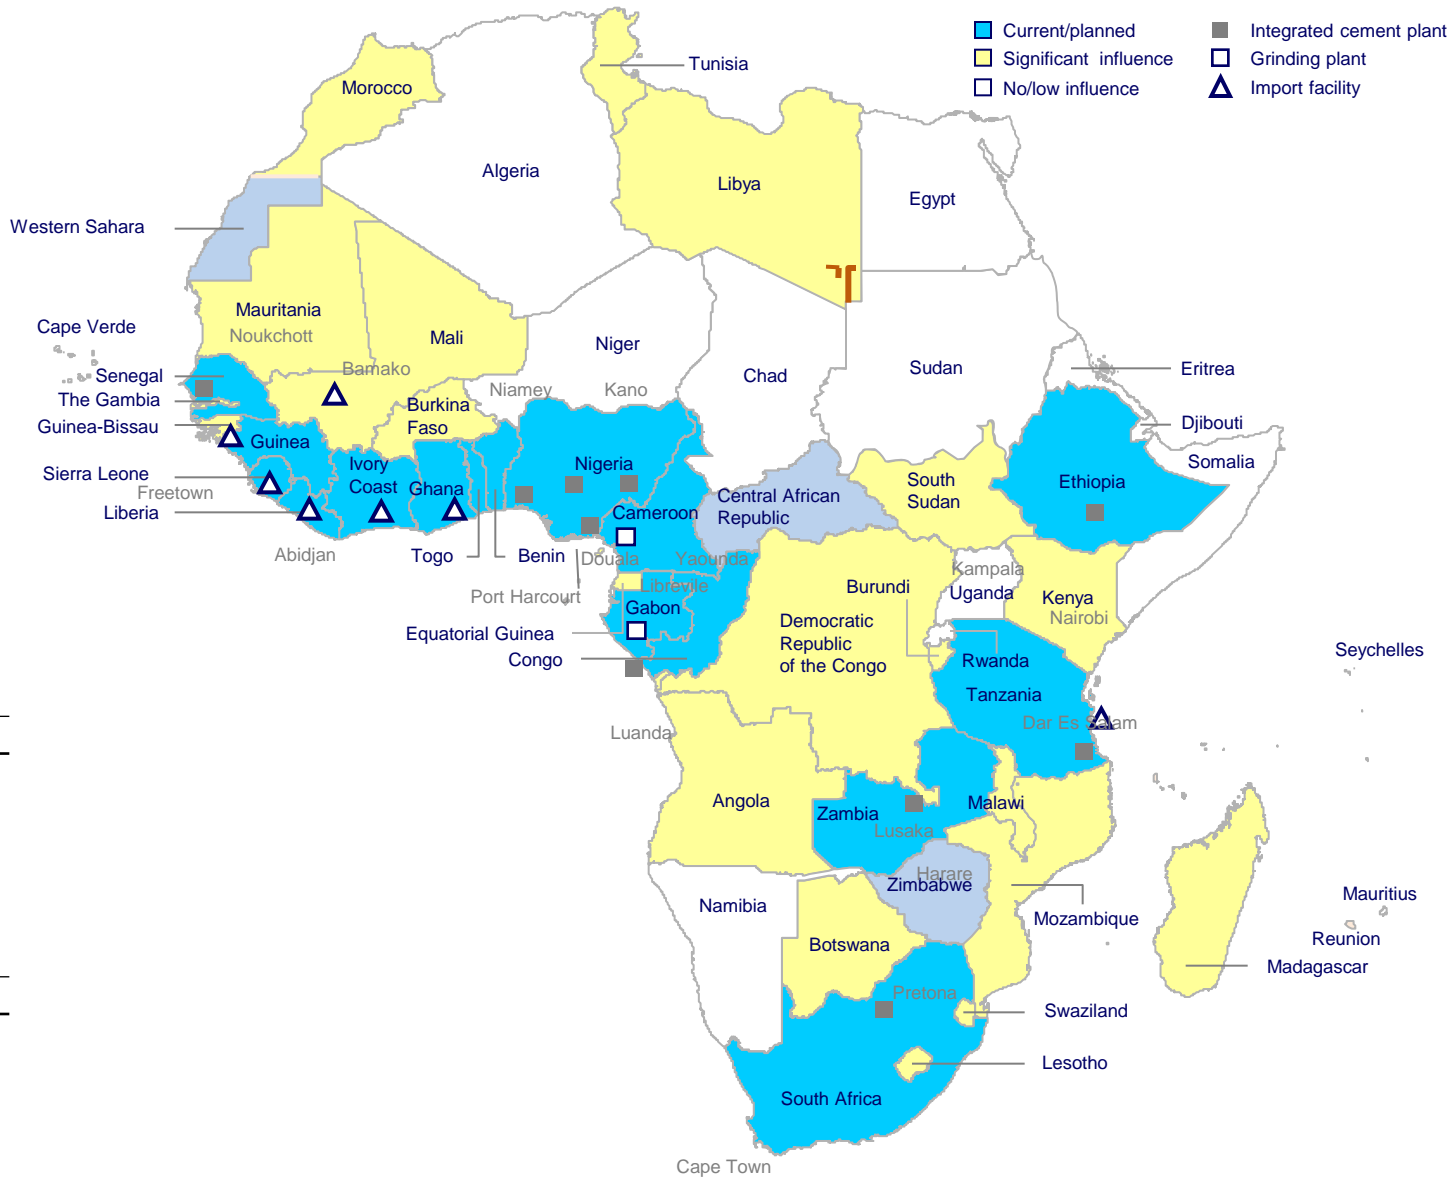 Current/planned
Significant influence
No/low influence
Integrated cement plant
Grinding plant
Import facility
Tunisia
Morocco
Algeria
Libya
Egypt
Western Sahara
Mauritania
Noukchott
Cape Verde
Mali
Niger
Chad
Sudan
Eritrea
Senegal
Bamako
Niamey
Kano
The Gambia
Burkina
Faso
Djibouti
Guinea-Bissau
Guinea
Somalia
Ivory
Coast
Nigeria
Sierra Leone
Freetown
Ghana
Central African
Republic
South
Sudan
Ethiopia
Liberia
Cameroon
Abidjan
Togo
Benin
Douala
Yaounda
Kampala
Uganda
Librevile
Burundi
Port Harcourt
Gabon
Kenya
Nairobi
Equatorial Guinea
Democratic
Republic
of the Congo
Congo
Rwanda
Seychelles
Tanzania
Dar Es Salam
Luanda
Angola
Zambia
Malawi
Lusaka
Harare
Zimbabwe
Namibia
Mozambique
Mauritius
Botswana
Reunion
Madagascar
Pretona
Swaziland
Lesotho
South Africa
Cape Town